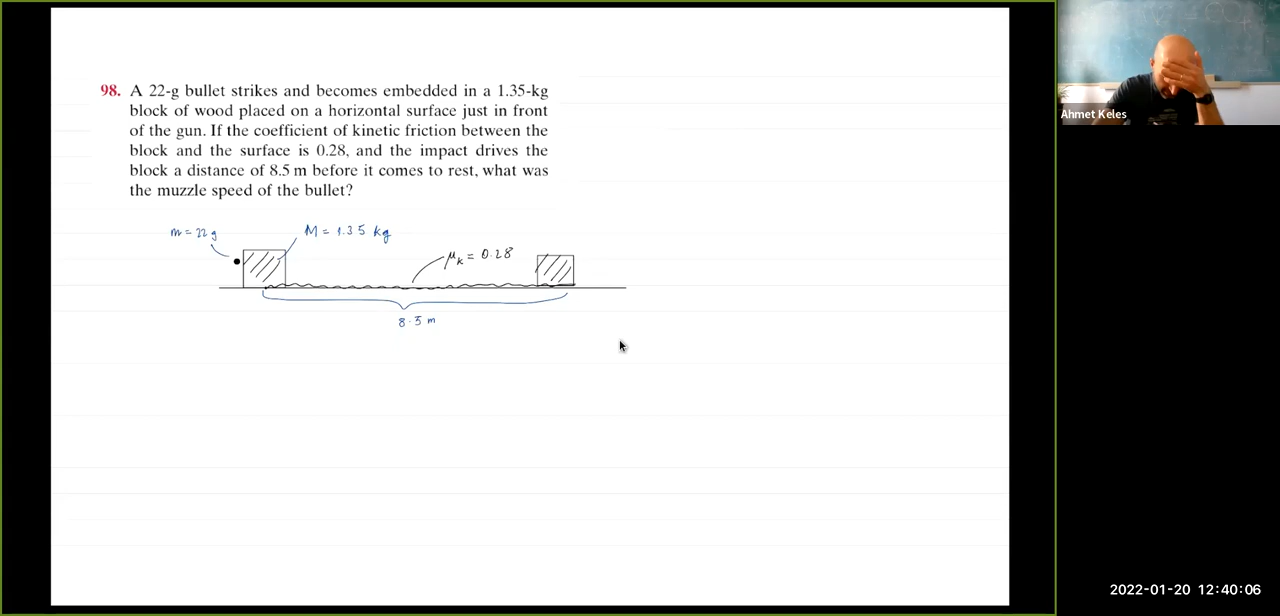 98. A 22-g bullet strikes and becomes embedded in a 1.35-kg
block of wood placed on a horizontal surface just in front
of the gun. If the coefficient of kinetic friction between the
block and the surface is 0.28, and the impact drives the
block a distance of 8.5 m before it comes to rest, what was
the muzzle speed of the bullet?
m = 22 g
M = 1.35 kg
μk = 0.28
8.5 m
Ahmet Keles
2022-01-20 12:40:06